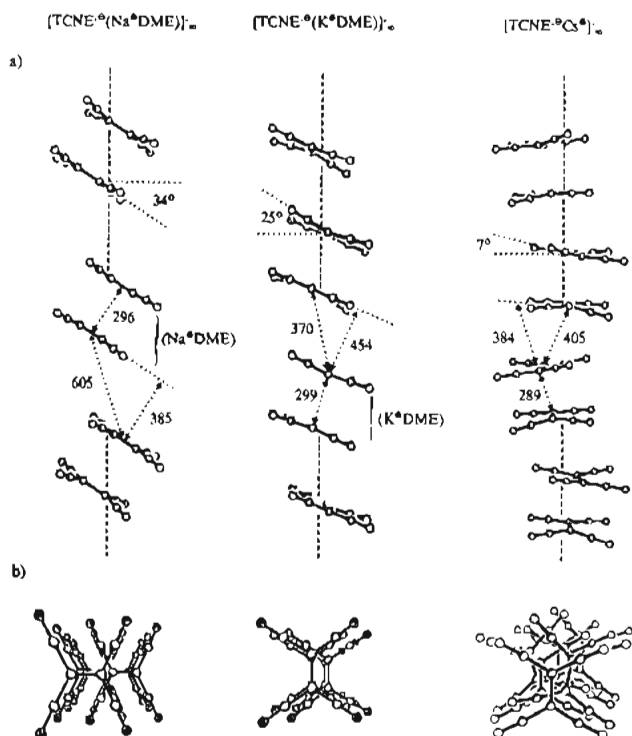 [TCNE·⊖(Na⊕DME)]·∞
[TCNE·⊖(K⊕DME)]·∞
[TCNE·⊖Cs⊕]·∞
a)
34°
296
(Na⊕DME)
605
385
25°
370
454
299
(K⊕DME)
7°
384
405
289
b)